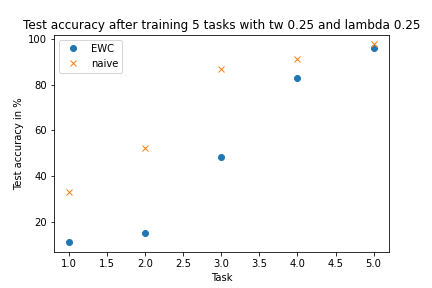 Test accuracy after training 5 tasks with tw 0.25 and lambda 0.25
100
EWC
naive
80
60
40
20
Test accuracy in %
1.0 1.5 2.0 2.5 3.0 3.5 4.0 4.5 5.0
Task